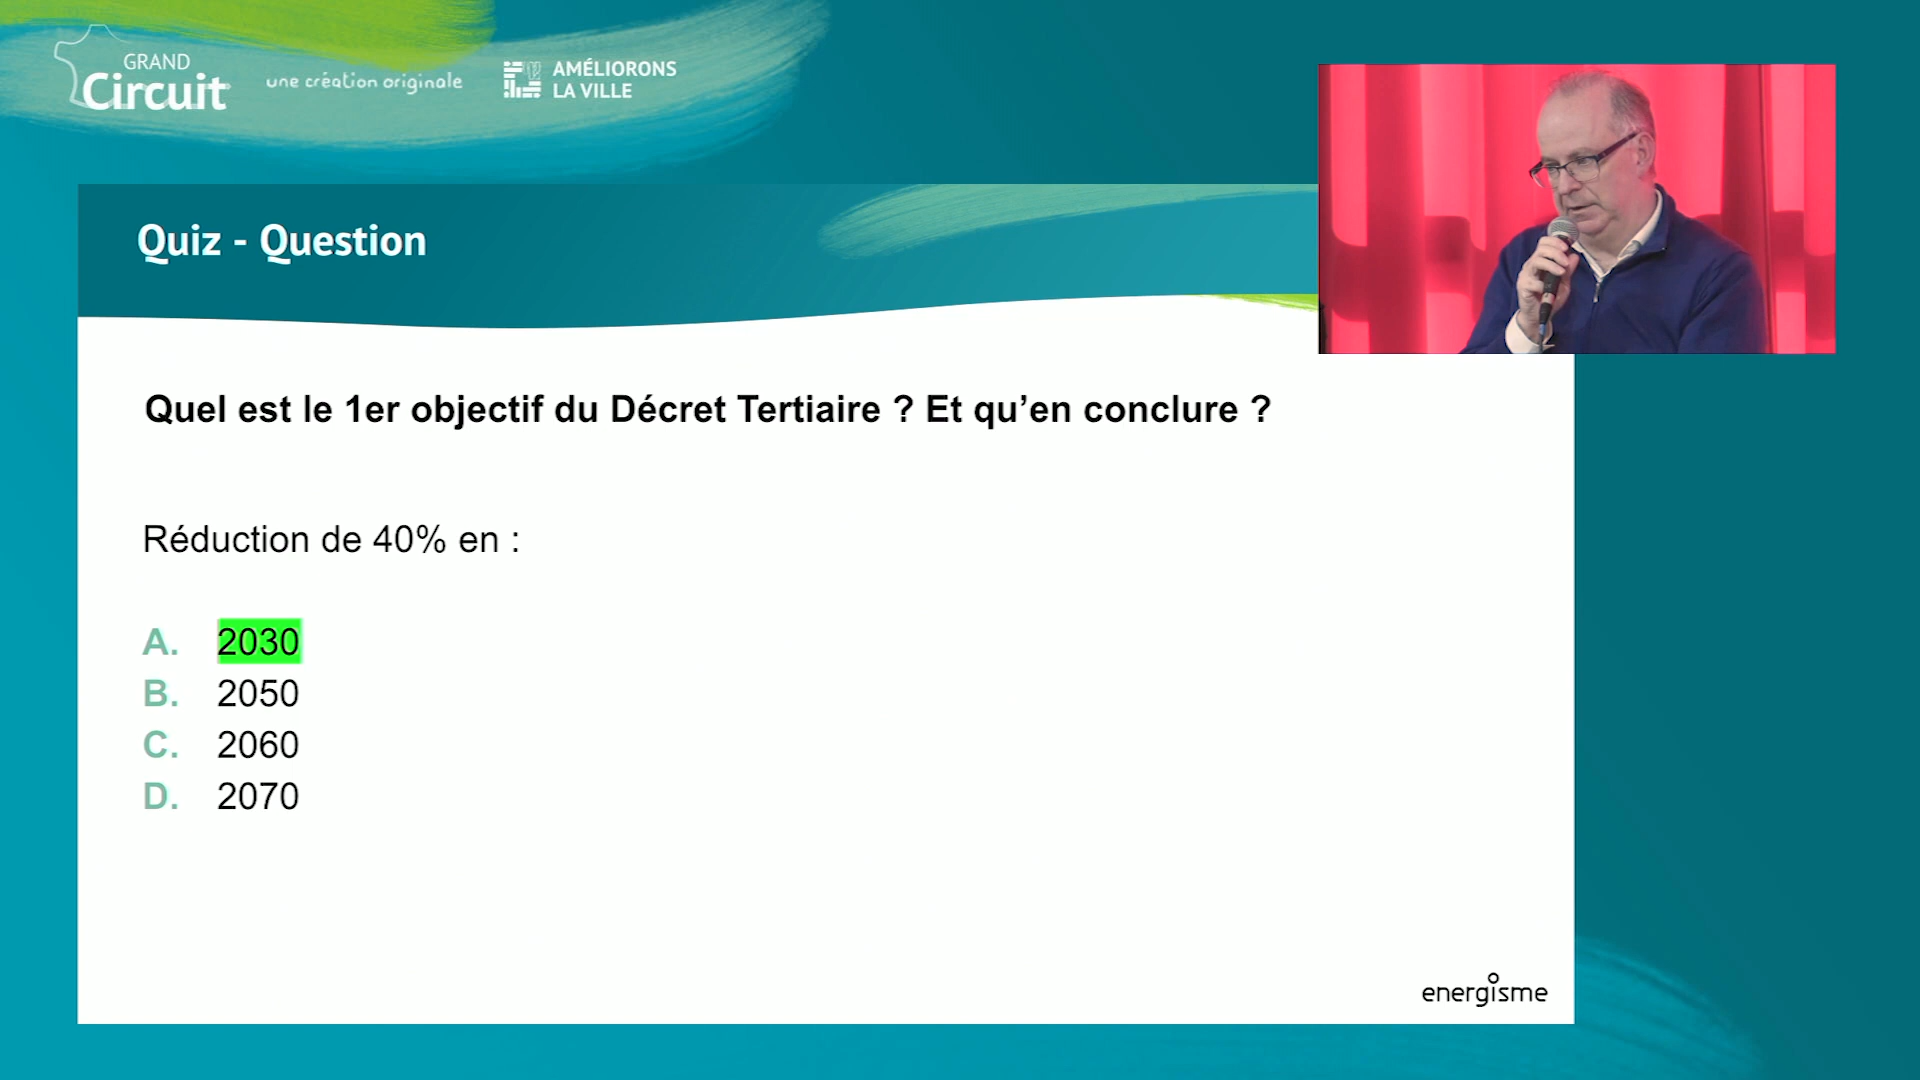 GRAND
Circuit
une création originale
AMÉLIORONS
LA VILLE
Quiz - Question
Quel est le 1er objectif du Décret Tertiaire ? Et qu’en conclure ?
Réduction de 40% en :
A. 2030
B. 2050
C. 2060
D. 2070
energisme